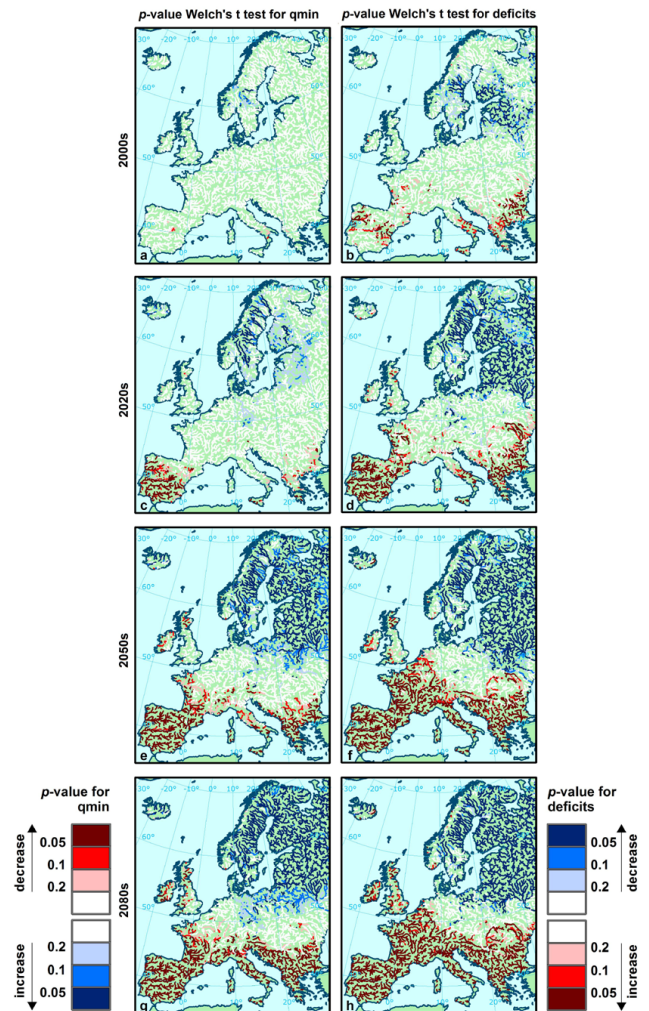 p-value Welch's t test for qmin
p-value Welch's t test for deficits
2000s
-30° -20° -10° 0° 10° 20° 30°
60°
50°
a
b
2020s
c
d
2050s
e
f
2080s
g
h
p-value for
qmin
decrease
0.05
0.1
0.2
increase
0.2
0.1
0.05
p-value for
deficits
decrease
0.05
0.1
0.2
increase
0.2
0.1
0.05